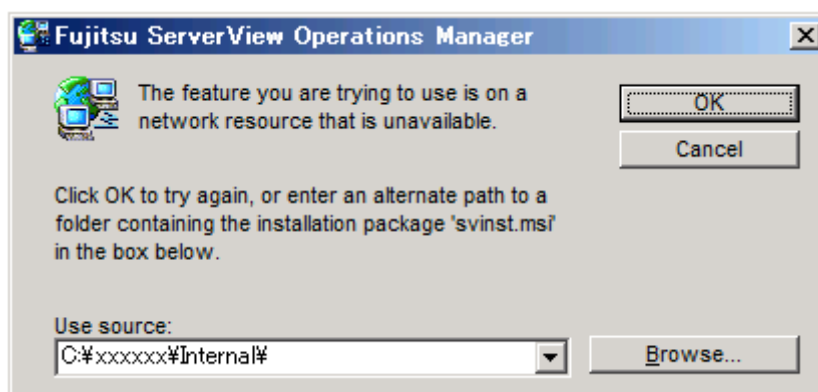 Fujitsu ServerView Operations Manager
The feature you are trying to use is on a
network resource that is unavailable.
OK
Cancel
Click OK to try again, or enter an alternate path to a
folder containing the installation package 'svinst.msi'
in the box below.
Use source:
C:¥xxxxxx¥Internal¥
Browse...